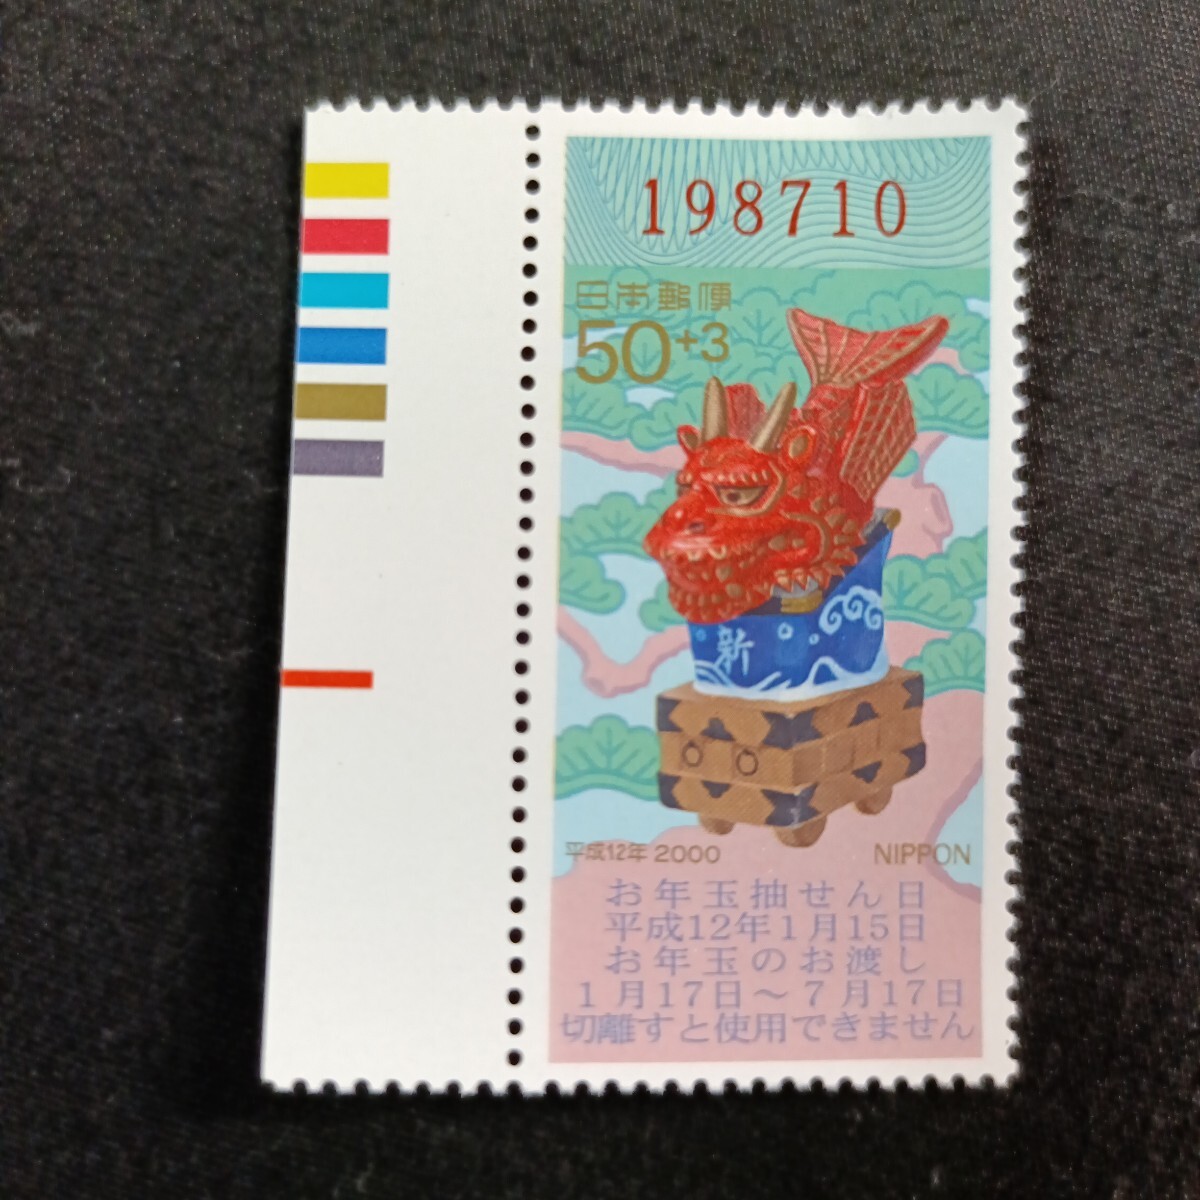 198710
日本郵便
50+3
新
平成12年 2000
NIPPON
お年玉抽せん日
平成12年1月15日
お年玉のお渡し
1月17日～7月17日
切離すと使用できません